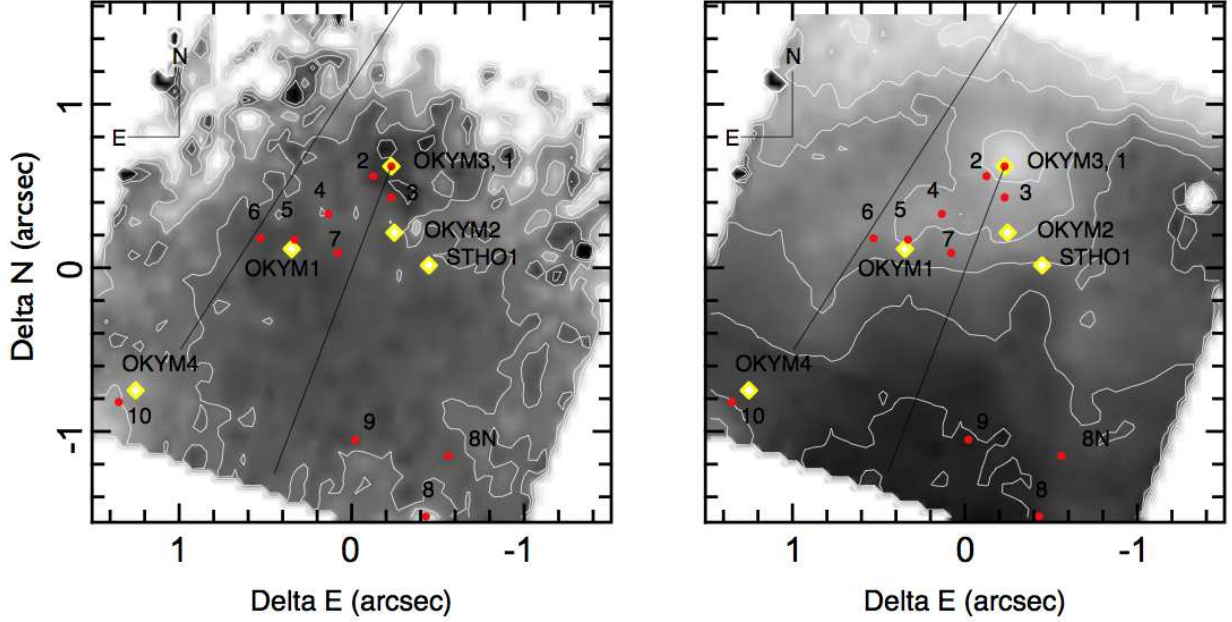 N
E
2
OKYM3, 1
4
3
6
5
7
OKYM2
STHO1
OKYM1
OKYM4
10
9
8N
8
1
0
-1
Delta N (arcsec)
1
0
-1
Delta E (arcsec)
N
E
2
OKYM3, 1
4
3
6
5
7
OKYM2
STHO1
OKYM1
OKYM4
10
9
8N
8
1
0
-1
Delta E (arcsec)